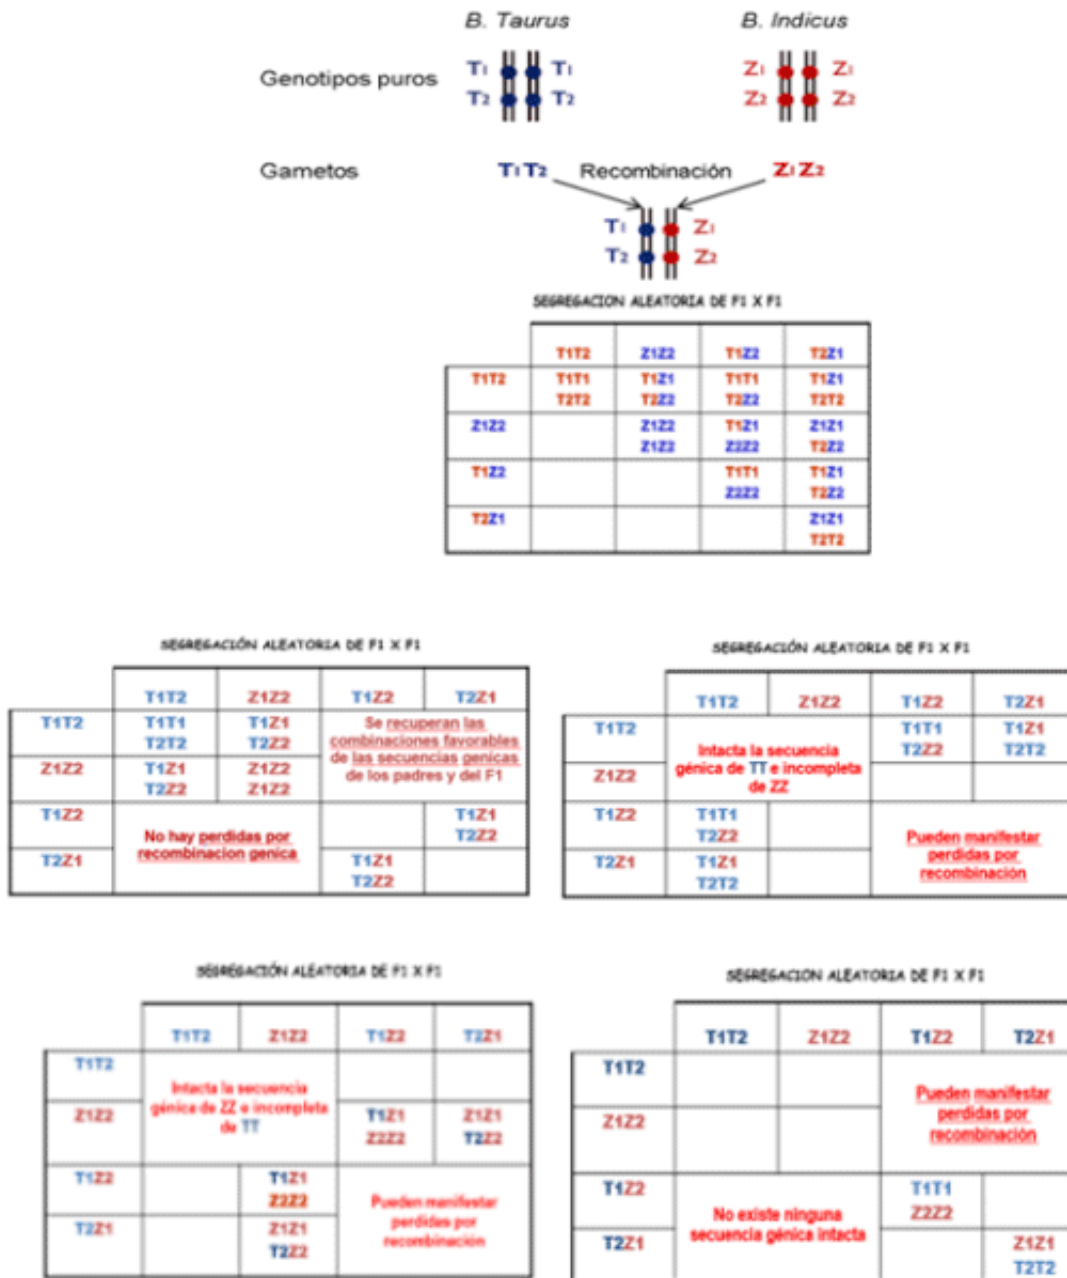 B. Taurus B. Indicus
Genotipos puros T1 T1 Z1 Z1
T2 T2 Z2 Z2
Gametos T1T2 Recombinación Z1Z2
T1 Z1
T2 Z2
SEGREGACION ALEATORIA DE F1 X F1
T1T2 Z1Z2 T1Z2 T2Z1
T1T2 T1T1 T1Z1 T1T1 T1Z1
T2T2 T2Z2 T2Z2 T2T2
Z1Z2 Z1Z2 T1Z1 Z1Z1
Z1Z2 Z2Z2 T2Z2
T1Z2 T1T1 T1Z1
Z2Z2 T2Z2
T2Z1 Z1Z1
T2T2
SEGREGACIÓN ALEATORIA DE F1 X F1
T1T2 Z1Z2 T1Z2 T2Z1
T1T2 T1T1 T1Z1 Se recuperan las
T2T2 T2Z2 combinaciones favorables
Z1Z2 T1Z1 Z1Z2 de las secuencias genicas
T2Z2 Z1Z2 de los padres y del F1
T1Z2 T1Z1
No hay perdidas por T2Z2
recombinacion genica
T2Z1 T1Z1
T2Z2
SEGREGACIÓN ALEATORIA DE F1 X F1
T1T2 Z1Z2 T1Z2 T2Z1
T1T2 T1T1 T1Z1
Intacta la secuencia T2Z2 T2T2
génica de TT e incompleta
Z1Z2 de ZZ
T1Z2 T1T1
T2Z2 Pueden manifestar
T2Z1 T1Z1 perdidas por
T2T2 recombinación
SEGREGACIÓN ALEATORIA DE F1 X F1
T1T2 Z1Z2 T1Z2 T2Z1
T1T2
Intacta la secuencia
Z1Z2 génica de ZZ e incompleta T1Z1 Z1Z1
de TT Z2Z2 T2Z2
T1Z2 T1Z1
Z2Z2 Pueden manifestar
T2Z1 Z1Z1 perdidas por
T2Z2 recombinación
SEGREGACION ALEATORIA DE F1 X F1
T1T2 Z1Z2 T1Z2 T2Z1
T1T2
Pueden manifestar
Z1Z2 perdidas por
recombinación
T1Z2 T1T1
No existe ninguna Z2Z2
T2Z1 secuencia génica intacta Z1Z1
T2T2